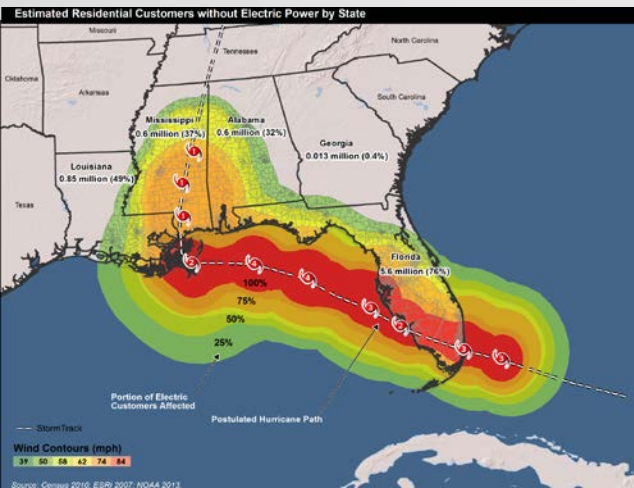 Estimated Residential Customers without Electric Power by State
Missouri
North Carolina
Tennessee
Oklahoma
Arkansas
South Carolina
Mississippi
0.6 million (37%)
Alabama
0.6 million (32%)
Georgia
0.013 million (0.4%)
Louisiana
0.85 million (49%)
Texas
Florida
5.6 million (76%)
100%
75%
50%
25%
Portion of Electric
Customers Affected
Postulated Hurricane Path
StormTrack
Wind Contours (mph)
39 50 58 62 74 84
Source: Census 2010; ESRI 2007; NOAA 2013